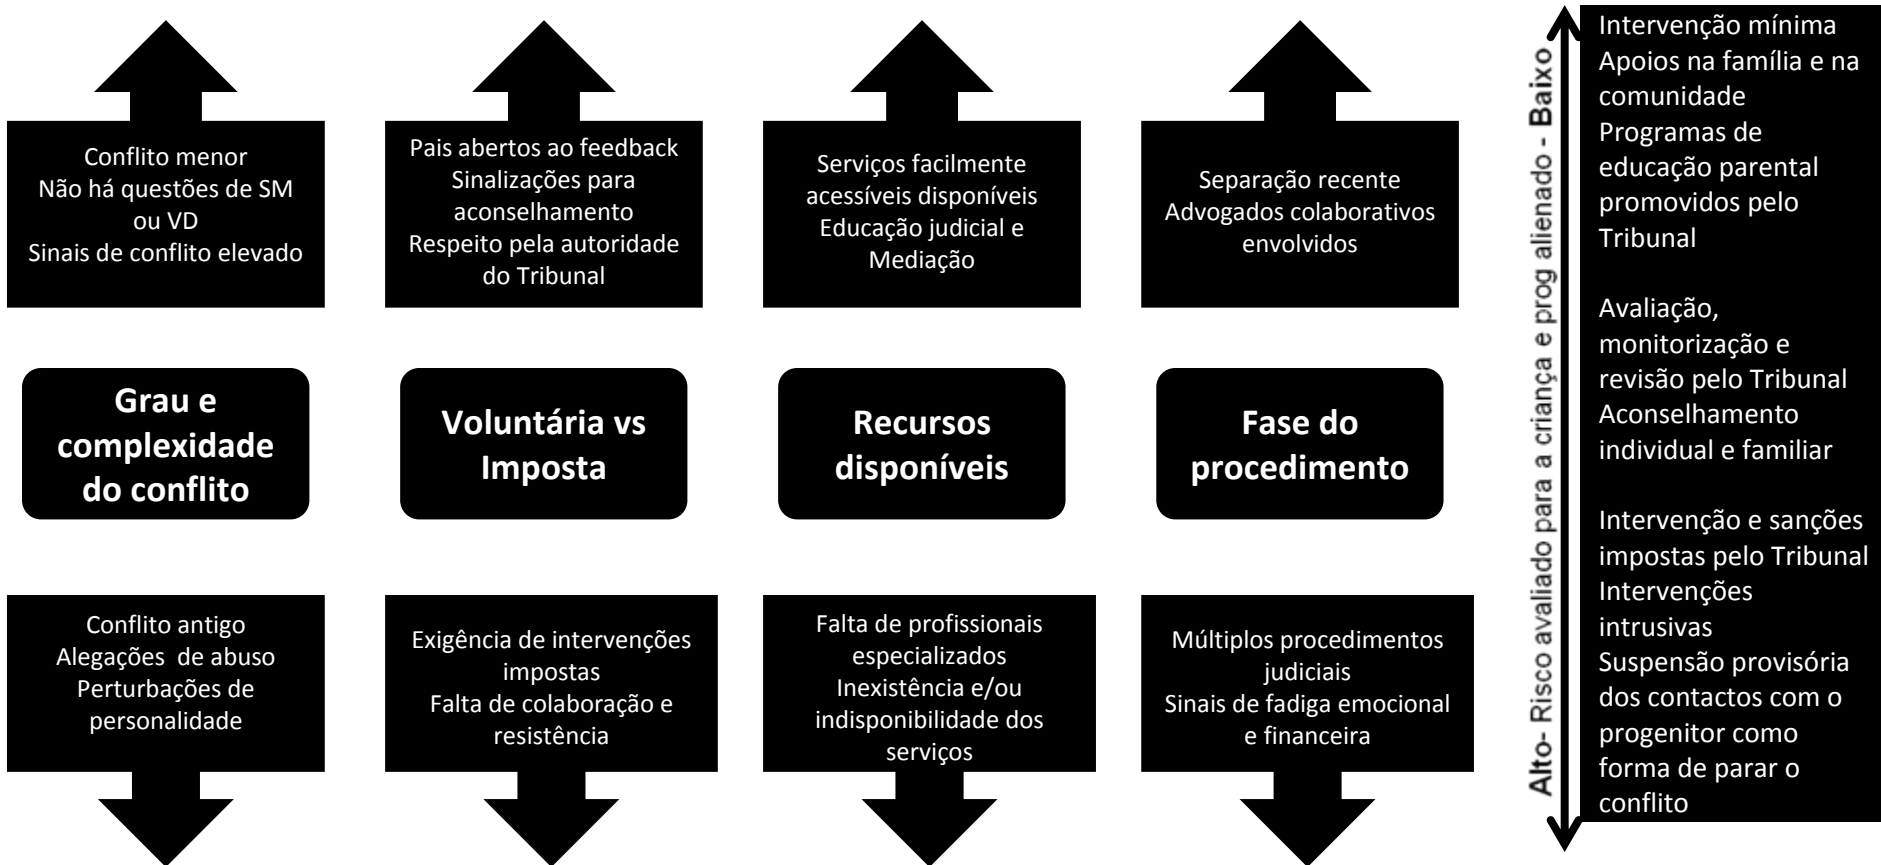 Conflito menor
Não há questões de SM
ou VD
Sinais de conflito elevado
Pais abertos ao feedback
Sinalizações para
aconselhamento
Respeito pela autoridade
do Tribunal
Serviços facilmente
acessíveis disponíveis
Educação judicial e
Mediação
Separação recente
Advogados colaborativos
envolvidos
Grau e
complexidade
do conflito
Voluntária vs
Imposta
Recursos
disponíveis
Fase do
procedimento
Conflito antigo
Alegações de abuso
Perturbações de
personalidade
Exigência de intervenções
impostas
Falta de colaboração e
resistência
Falta de profissionais
especializados
Inexistência e/ou
indisponibilidade dos
serviços
Múltiplos procedimentos
judiciais
Sinais de fadiga emocional
e financeira
Alto- Risco avaliado para a criança e prog alienado - Baixo
Intervenção mínima
Apoios na família e na
comunidade
Programas de
educação parental
promovidos pelo
Tribunal
Avaliação,
monitorização e
revisão pelo Tribunal
Aconselhamento
individual e familiar
Intervenção e sanções
impostas pelo Tribunal
Intervenções
intrusivas
Suspensão provisória
dos contactos com o
progenitor como
forma de parar o
conflito